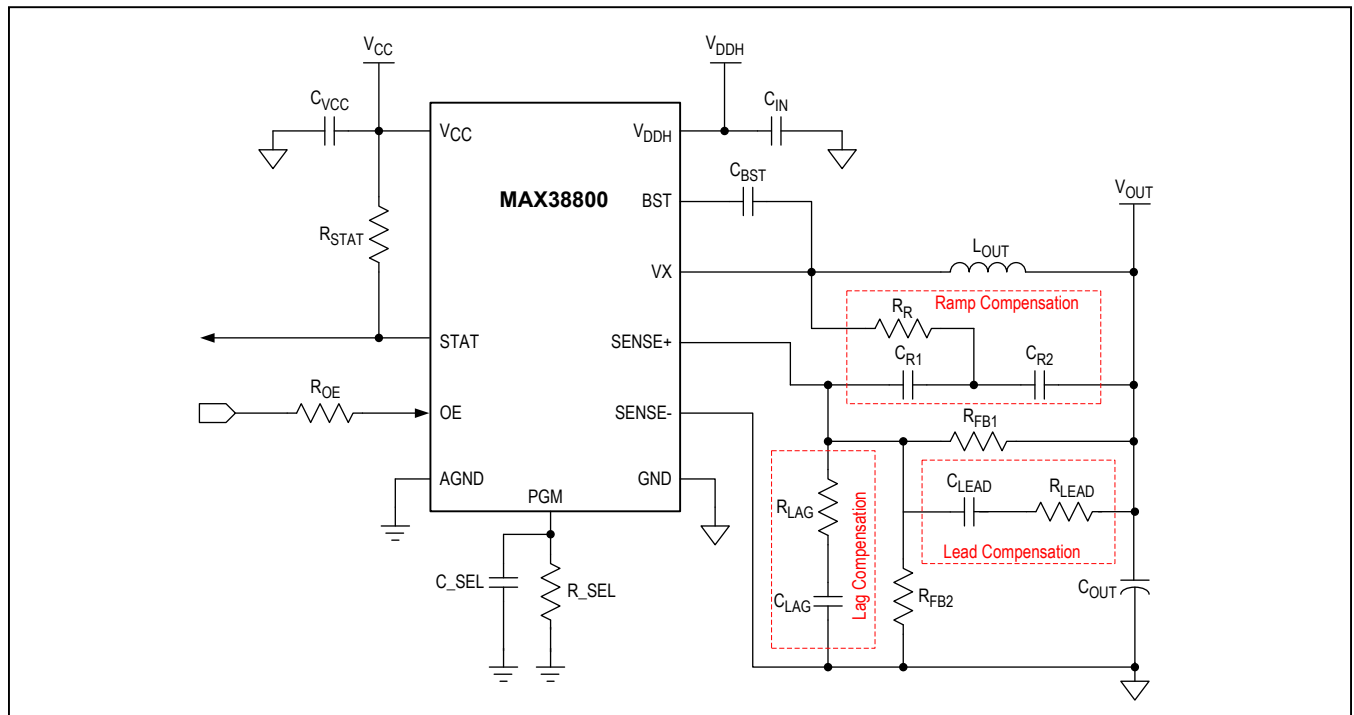 VCC
VDDH
CVCC
CIN
VCC
VDDH
CBST
VOUT
MAX38800
BST
RSTAT
LOUT
VX
Ramp Compensation
RR
STAT
SENSE+
CR1
CR2
ROE
OE
SENSE-
RFB1
AGND
GND
CLEAD
RLEAD
PGM
RLAG
Lag Compensation
Lead Compensation
C_SEL
R_SEL
CLAG
RFB2
COUT